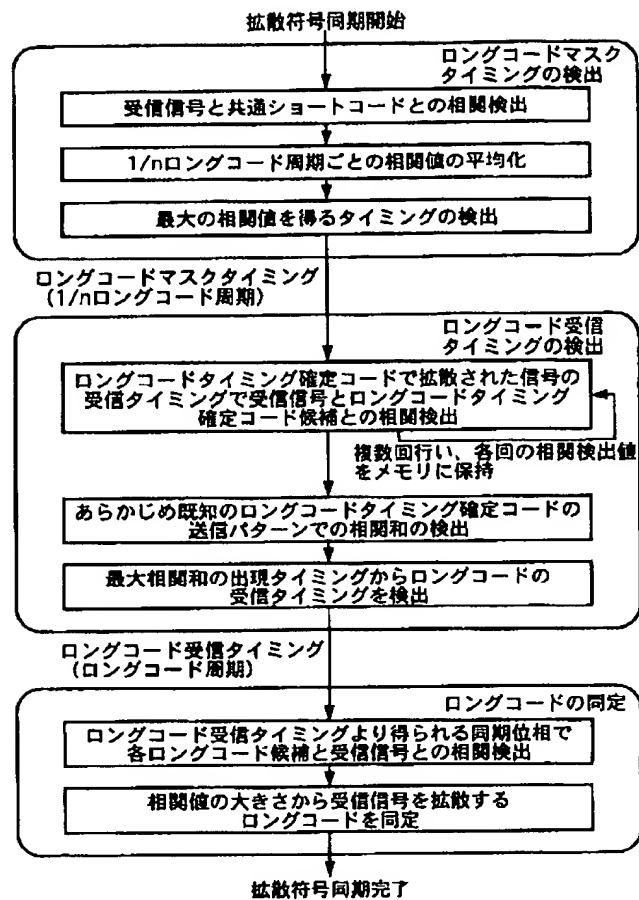 拡散符号同期開始
ロングコードマスク
タイミングの検出
受信信号と共通ショートコードとの相関検出
1/nロングコード周期ごとの相関値の平均化
最大の相関値を得るタイミングの検出
ロングコードマスクタイミング
(1/nロングコード周期)
ロングコード受信
タイミングの検出
ロングコードタイミング確定コードで拡散された信号の
受信タイミングで受信信号とロングコードタイミング
確定コード候補との相関検出
複数回行い、各回の相関検出値
をメモリに保持
あらかじめ既知のロングコードタイミング確定コードの
送信パターンでの相関和の検出
最大相関和の出現タイミングからロングコードの
受信タイミングを検出
ロングコード受信タイミング
(ロングコード周期)
ロングコードの同定
ロングコード受信タイミングより得られる同期位相で
各ロングコード候補と受信信号との相関検出
相関値の大きさから受信信号を拡散する
ロングコードを同定
拡散符号同期完了